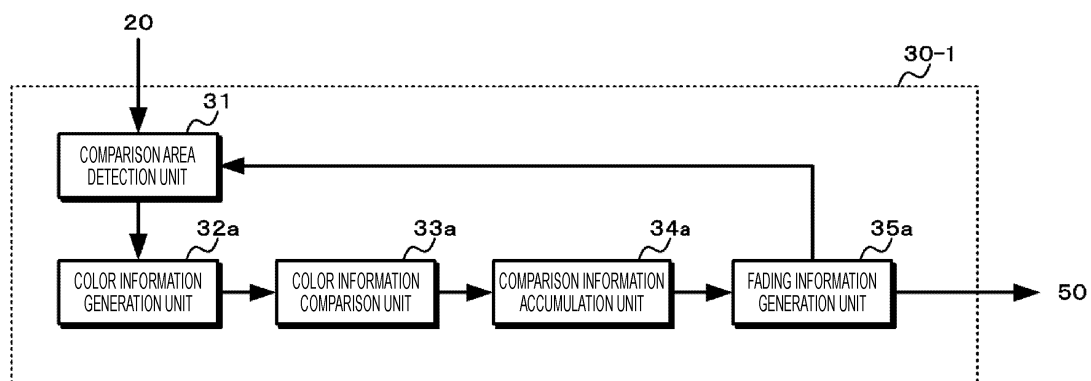 20
30-1
31
COMPARISON AREA
DETECTION UNIT
32a
33a
34a
35a
COLOR INFORMATION
GENERATION UNIT
COLOR INFORMATION
COMPARISON UNIT
COMPARISON INFORMATION
ACCUMULATION UNIT
FADING INFORMATION
GENERATION UNIT
50